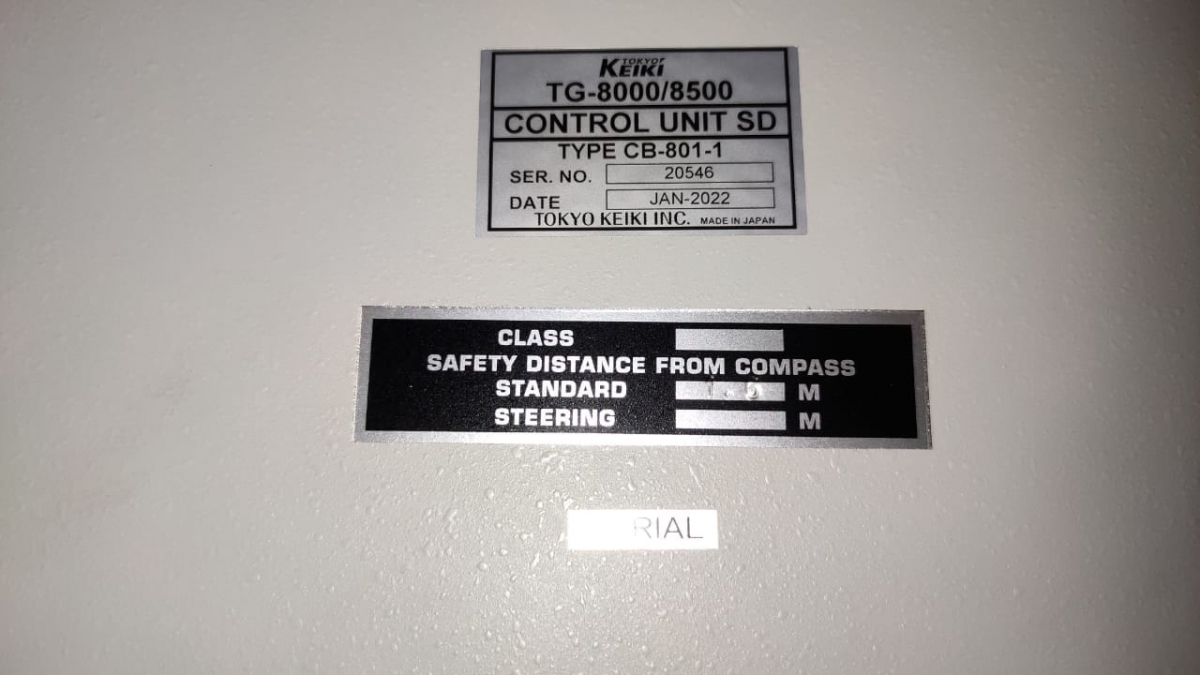 TOKYO
KEIKI
TG-8000/8500
CONTROL UNIT SD
TYPE CB-801-1
SER. NO. 20546
DATE JAN-2022
TOKYO KEIKI INC. MADE IN JAPAN
CLASS
SAFETY DISTANCE FROM COMPASS
STANDARD M
STEERING M
RIAL